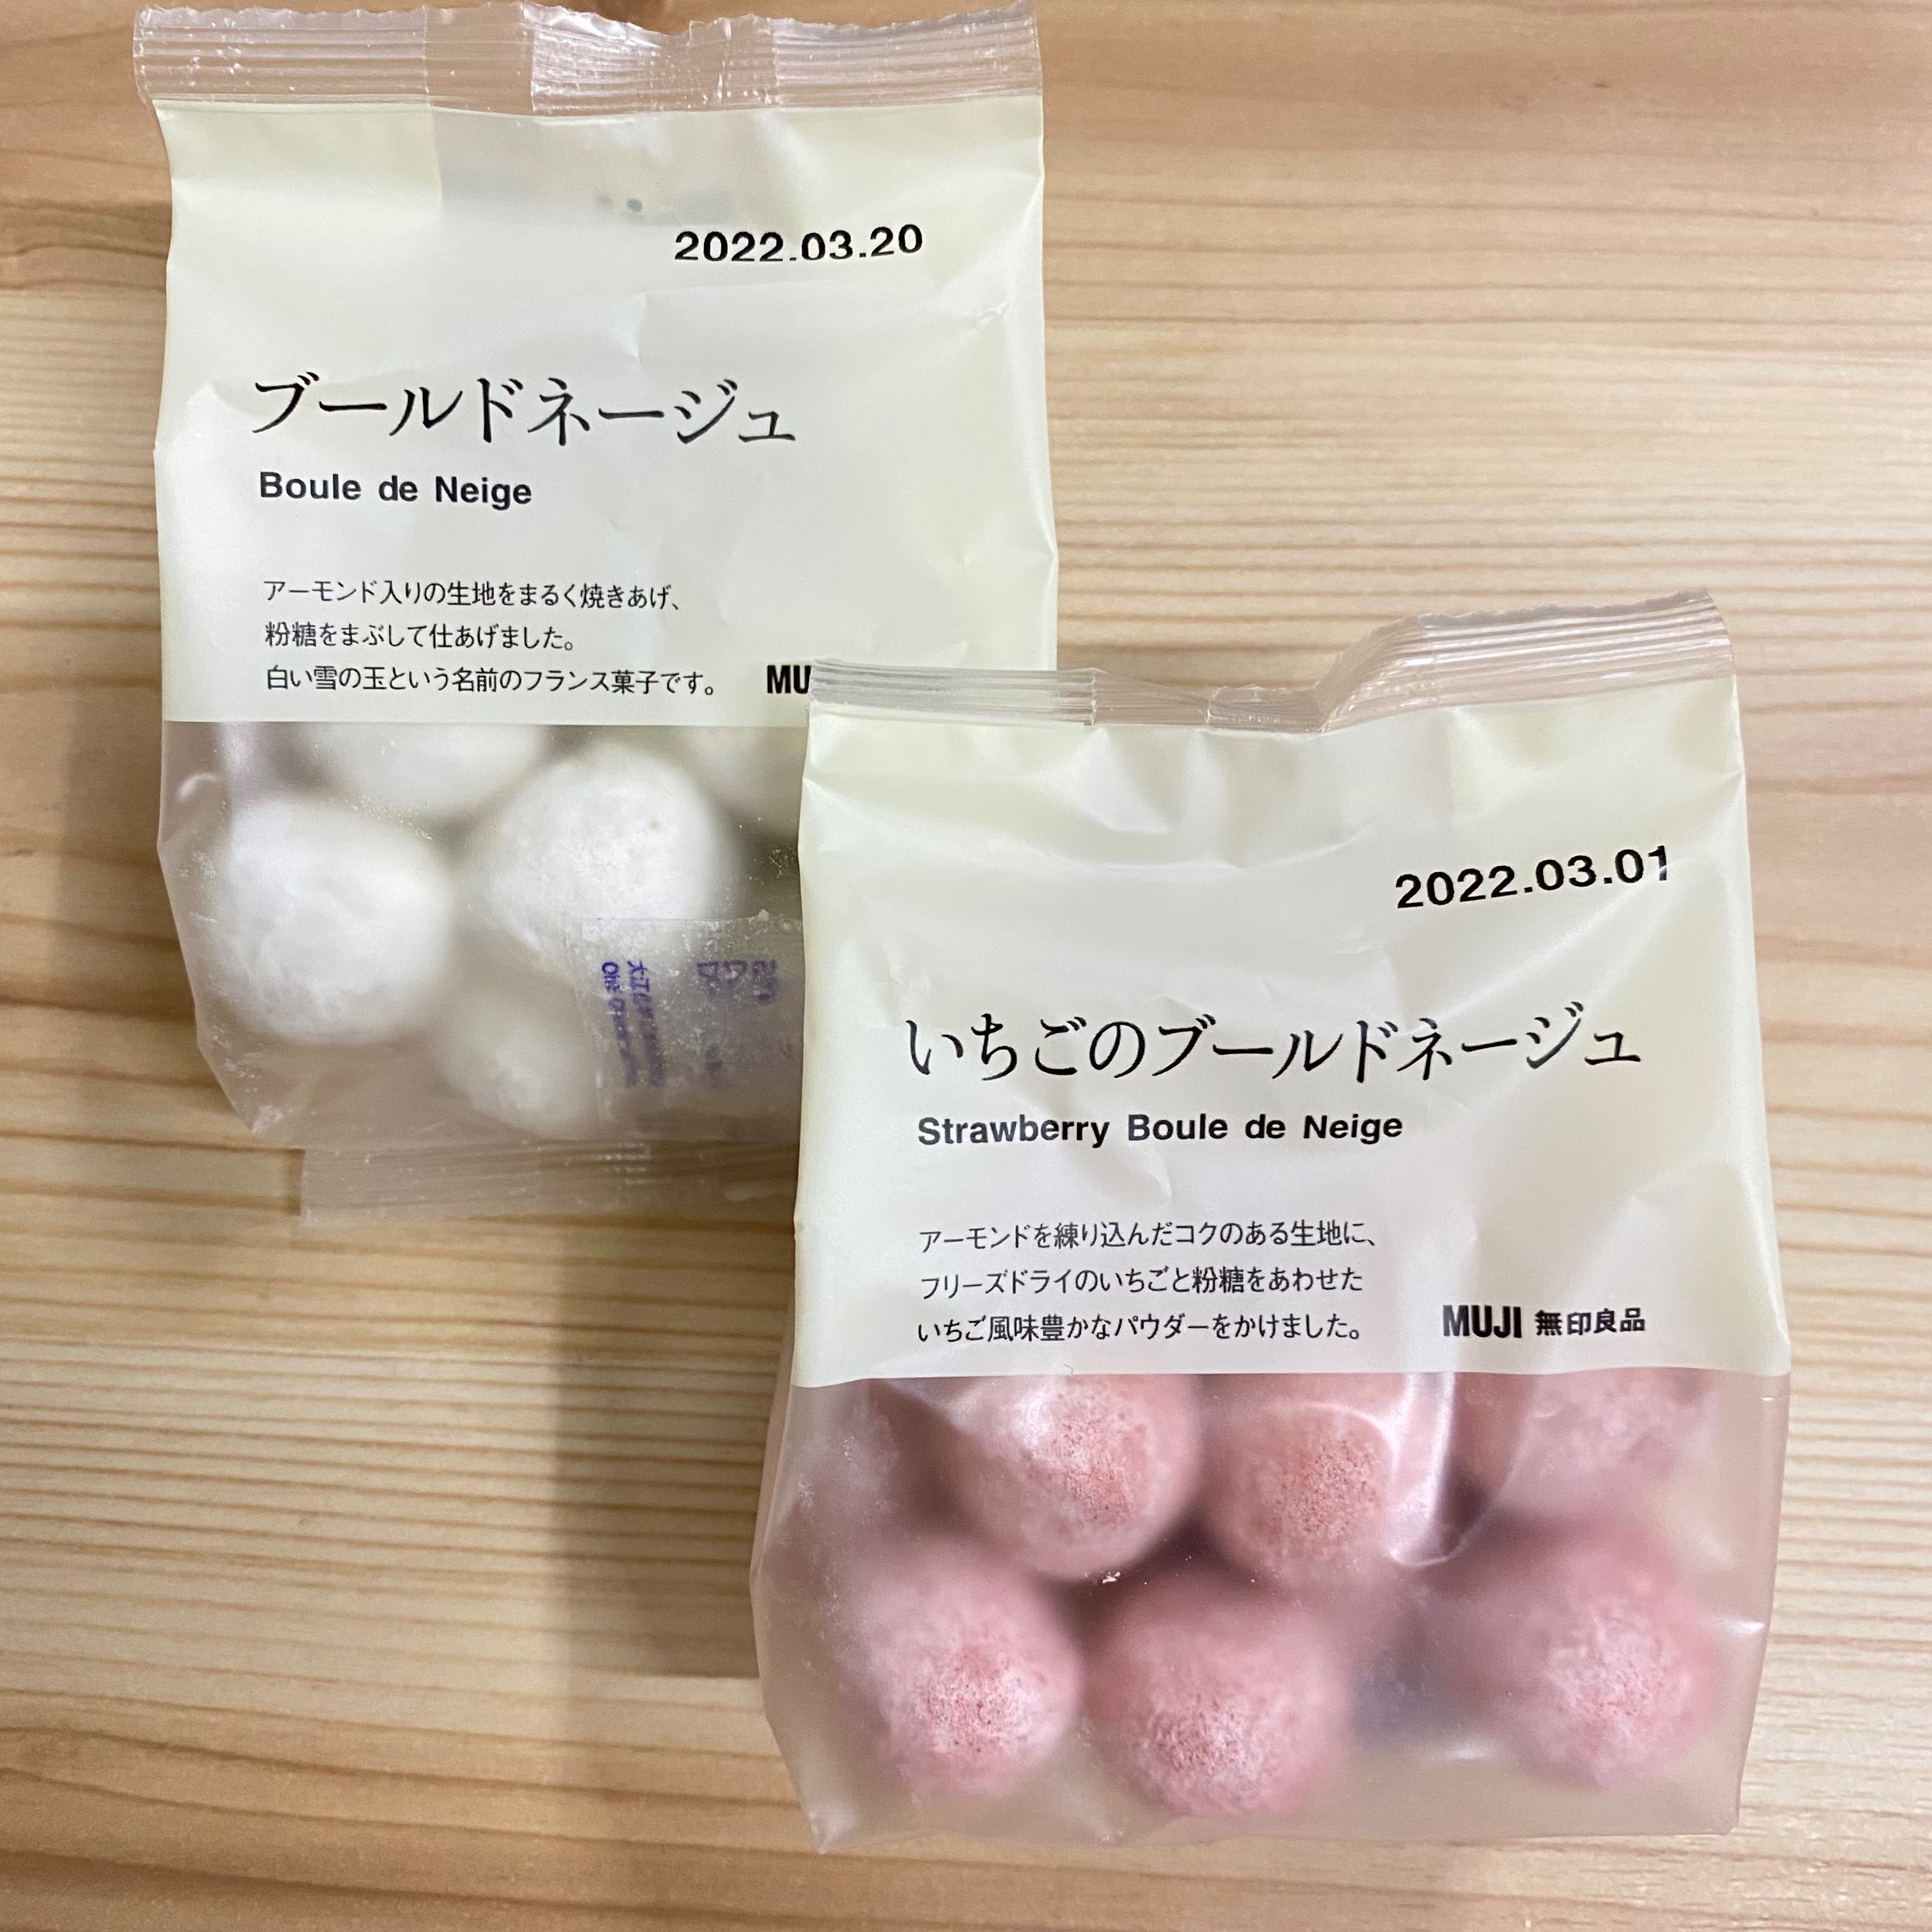 2022.03.20
ブールドネージュ
Boule de Neige
アーモンド入りの生地をまるく焼きあげ、
粉糖をまぶして仕あげました。
白い雪の玉という名前のフランス菓子です。
MU
2022.03.01
いちごのブールドネージュ
Strawberry Boule de Neige
アーモンドを練り込んだコクのある生地に、
フリーズドライのいちごと粉糖をあわせた
いちご風味豊かなパウダーをかけました。
MUJI 無印良品